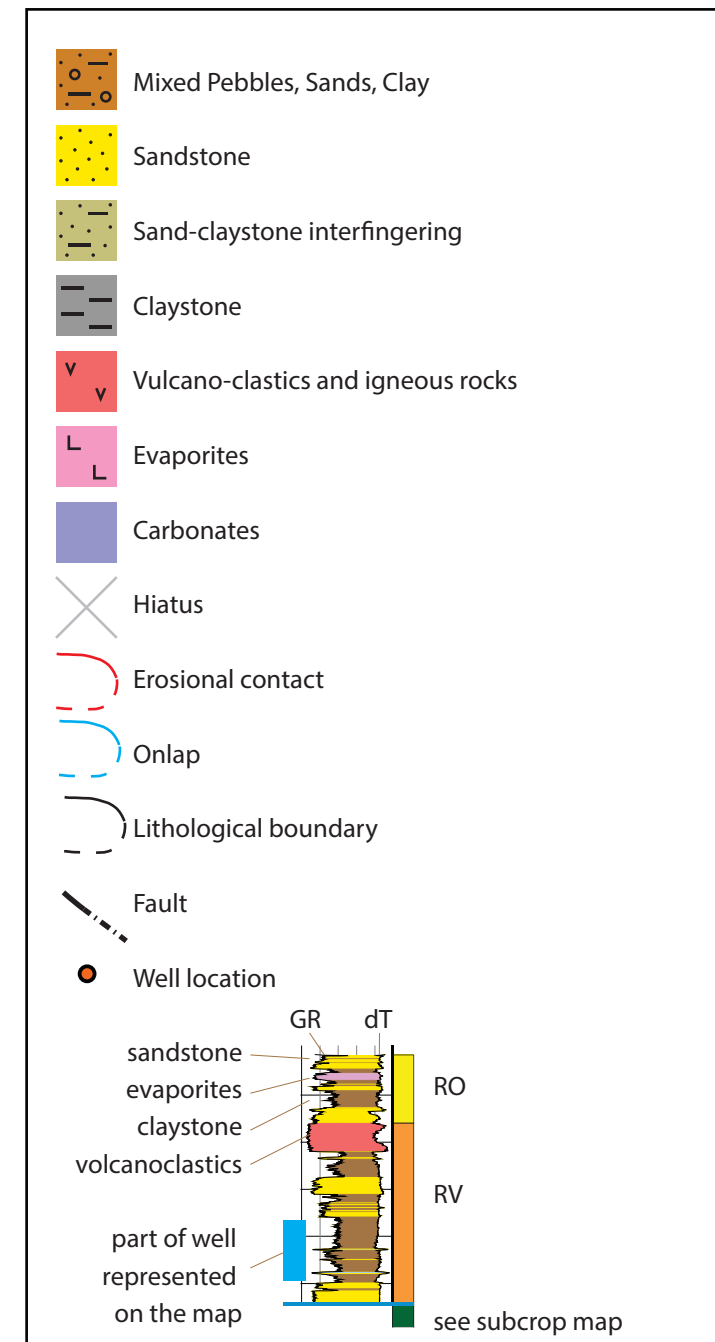 Mixed Pebbles, Sands, Clay
Sandstone
Sand-claystone interfingering
Claystone
Vulcano-clastics and igneous rocks
Evaporites
Carbonates
Hiatus
Erosional contact
Onlap
Lithological boundary
Fault
Well location
GR dT
sandstone
evaporites
claystone
volcanoclastics
RO
RV
part of well
represented
on the map
see subcrop map